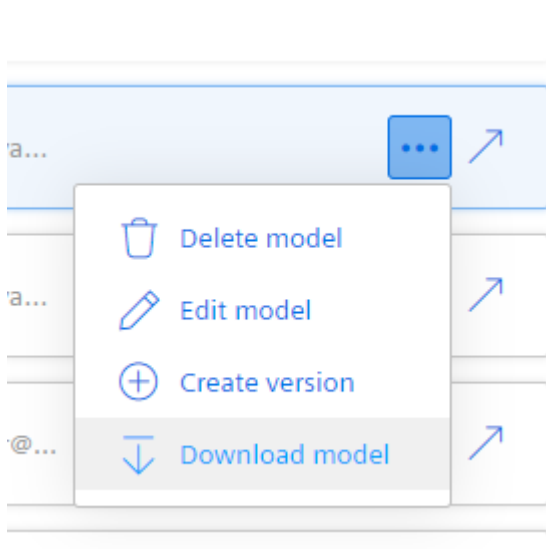 a...
Delete model
Edit model
a...
Create version
@...
Download model